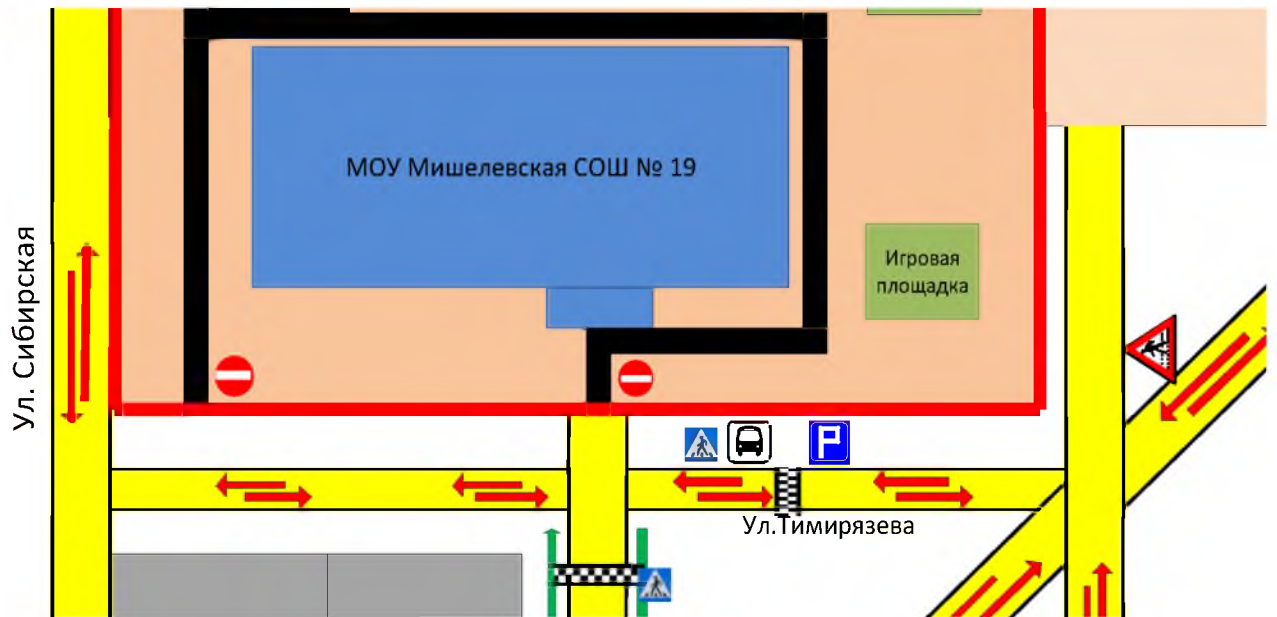 МОУ Мишелевская СОШ № 19
Ул. Сибирская
Игровая
площадка
P
Ул.Тимирязева